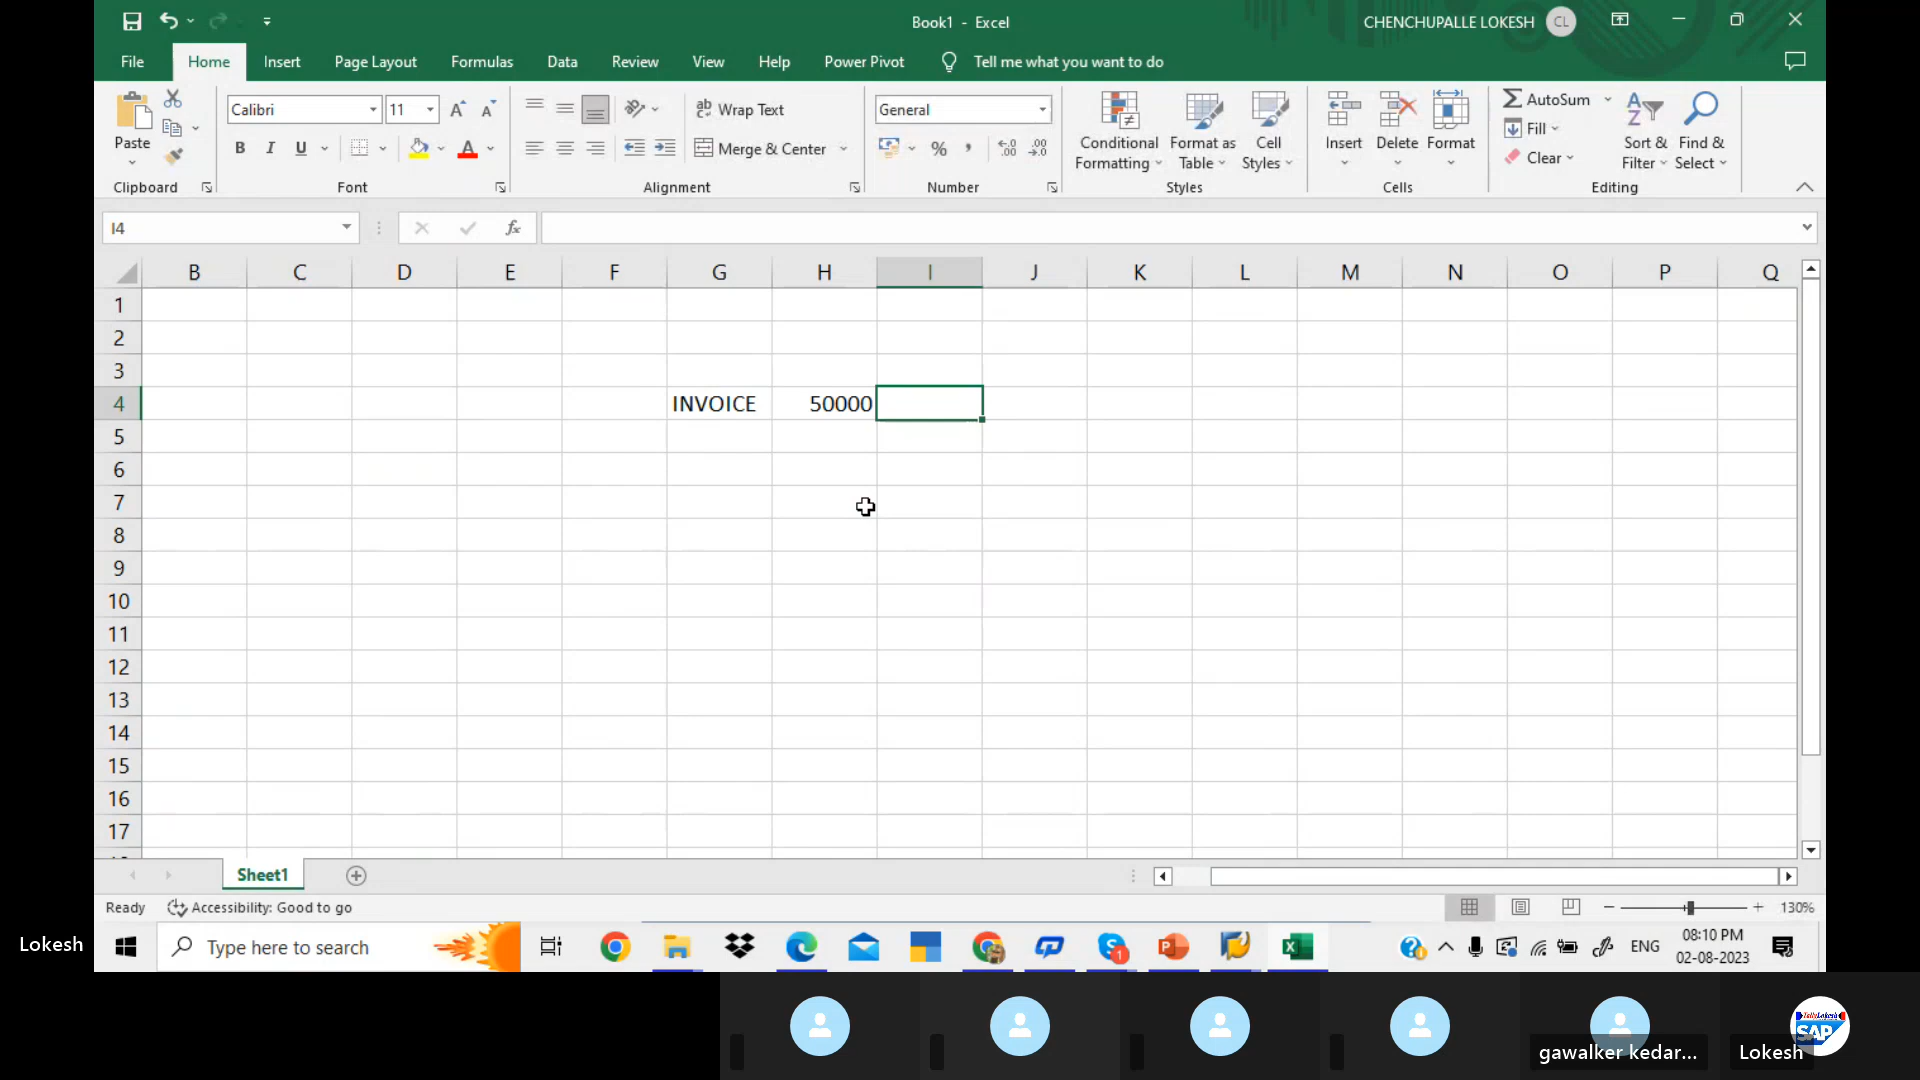 Book1 - Excel
CHENCHUPALLE LOKESH CL
File Home Insert Page Layout Formulas Data Review View Help Power Pivot Tell me what you want to do
Paste
Clipboard
Calibri 11
B I U A
Font
ab Wrap Text
Merge & Center
Alignment
General
% ,
Number
Conditional Formatting
Format as Table
Cell Styles
Styles
Insert Delete Format
Cells
AutoSum
Fill
Clear
Sort & Filter
Find & Select
Editing
I4 fx
B C D E F G H I J K L M N O P Q
1
2
3
4 INVOICE 50000
5
6
7
8
9
10
11
12
13
14
15
16
17
Sheet1
Ready Accessibility: Good to go 130%
Lokesh
Type here to search
ENG
08:10 PM
02-08-2023
gawalker kedar...
SAP
Lokesh